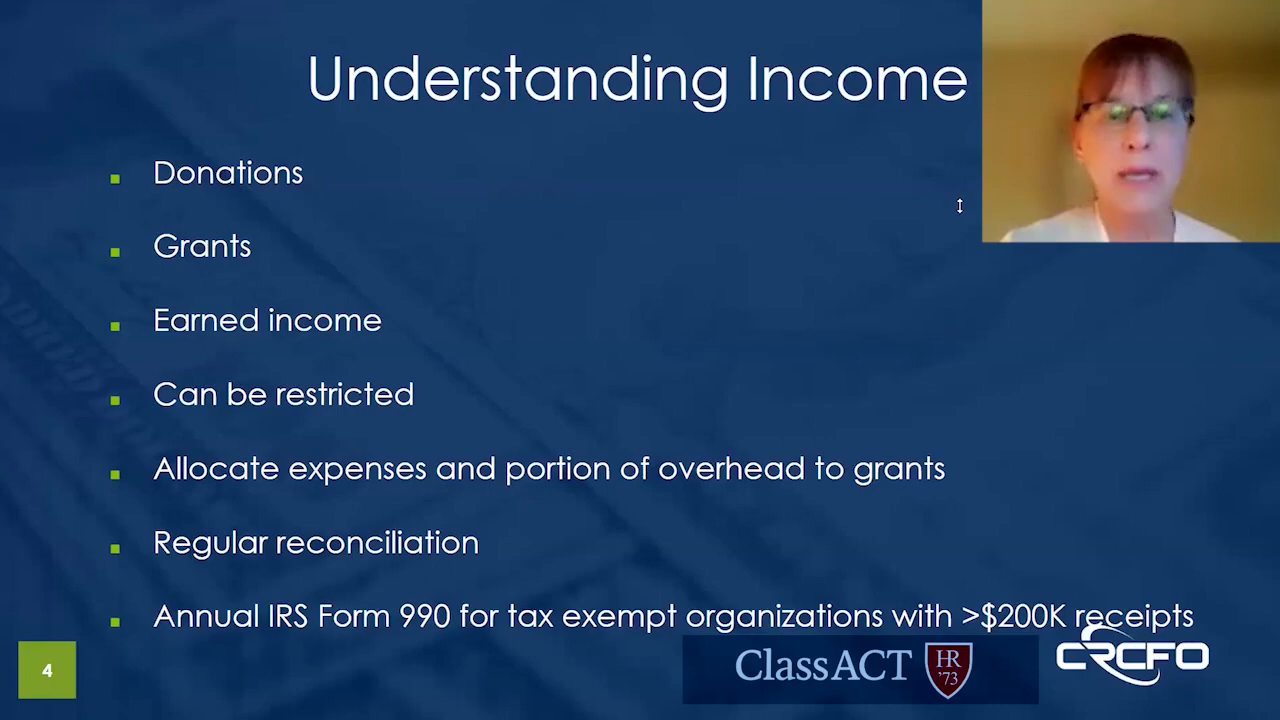 Understanding Income
Donations
Grants
Earned income
Can be restricted
Allocate expenses and portion of overhead to grants
Regular reconciliation
Annual IRS Form 990 for tax exempt organizations with >$200K receipts
4
ClassACT HR '73
CRCFO